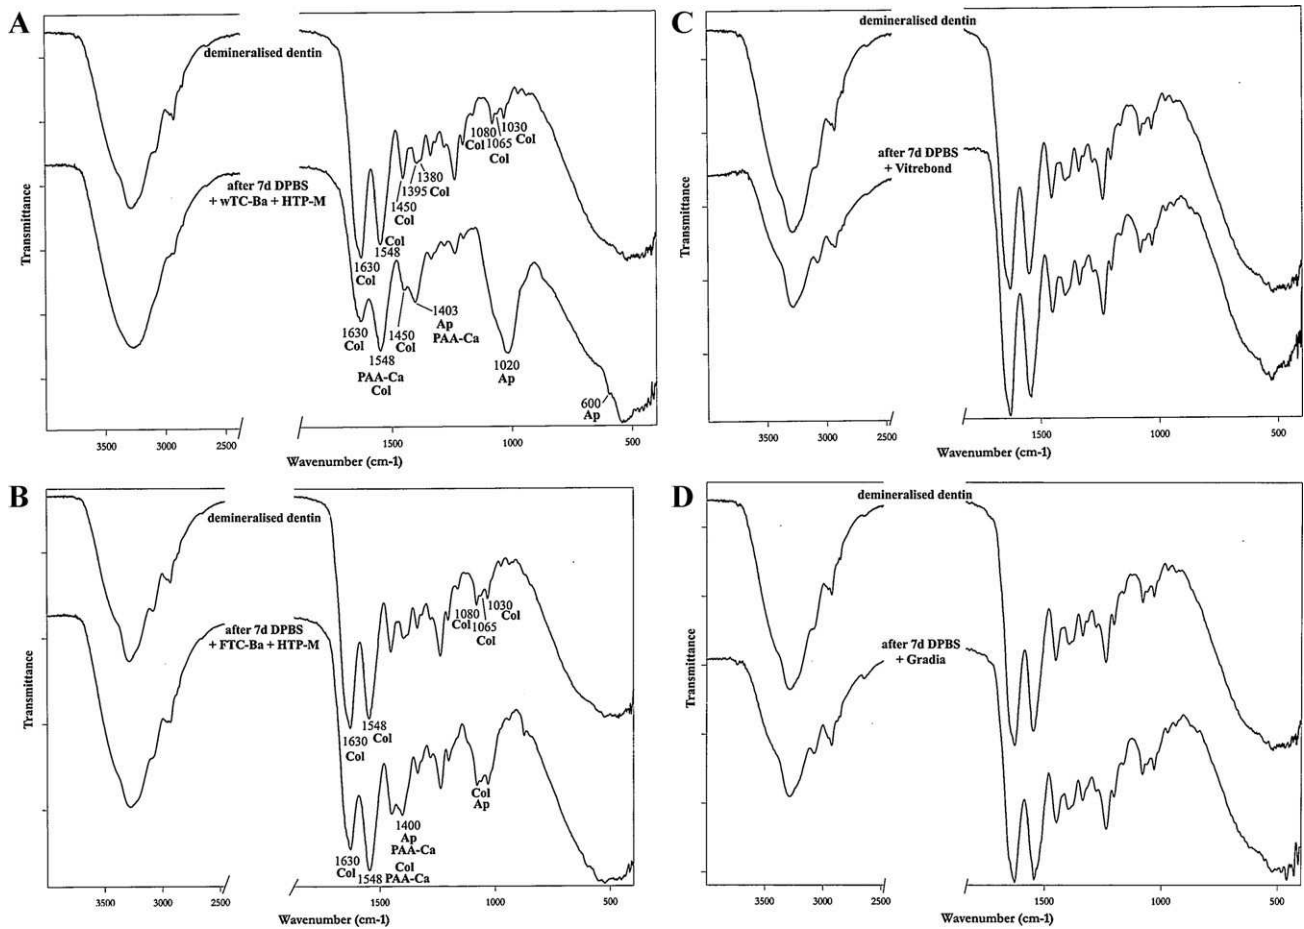 A
demineralised dentin
after 7d DPBS
+ wTC-Ba + HTP-M
1630
Col
1548
Col
1450
Col
1395
1380
Col
1080
Col
1065
Col
1030
Col
1630
Col
1548
PAA-Ca
Col
1450
Col
1403
Ap
PAA-Ca
1020
Ap
600
Ap
Transmittance
3500
3000
2500
1500
1000
500
Wavenumber (cm-1)
C
demineralised dentin
after 7d DPBS
+ Vitrebond
Transmittance
3500
3000
2500
1500
1000
500
Wavenumber (cm-1)
B
demineralised dentin
after 7d DPBS
+ FTC-Ba + HTP-M
1630
Col
1548
Col
1080
Col
1065
Col
1030
Col
1630
Col
1548
Col
PAA-Ca
1400
Ap
PAA-Ca
Col
Ap
Transmittance
3500
3000
2500
1500
1000
500
Wavenumber (cm-1)
D
demineralised dentin
after 7d DPBS
+ Gradia
Transmittance
3500
3000
2500
1500
1000
500
Wavenumber (cm-1)